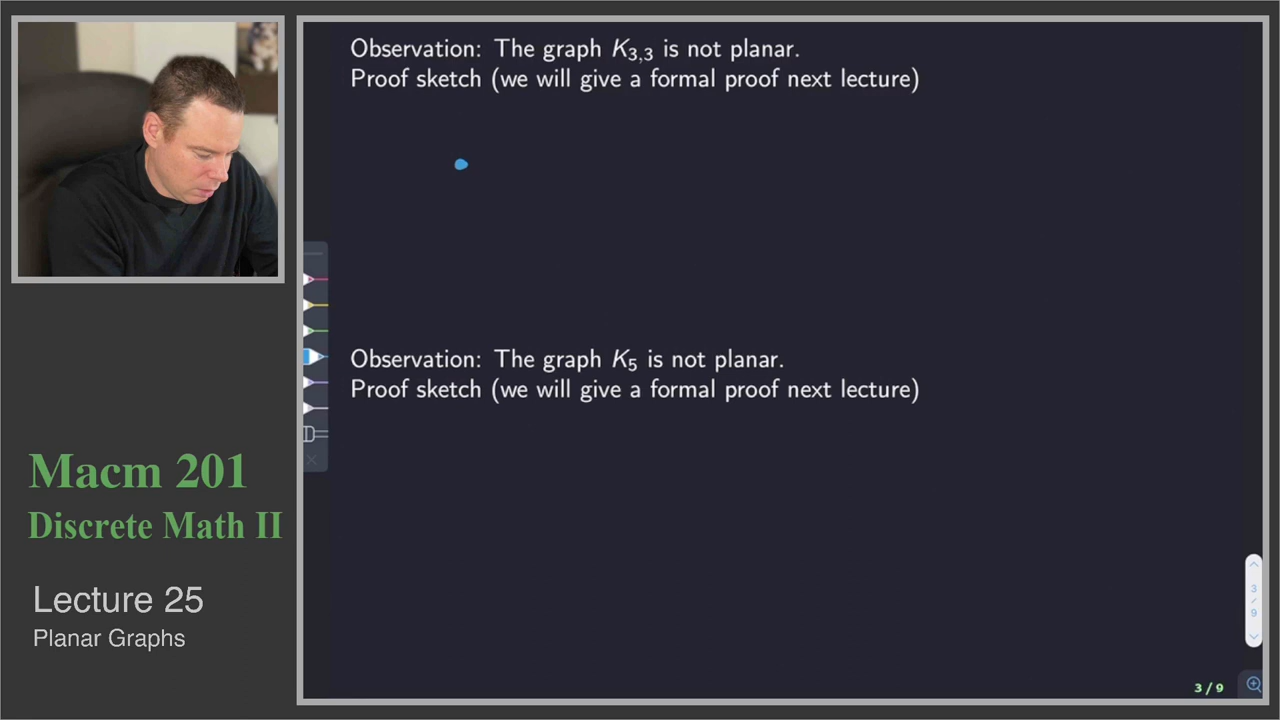 Observation: The graph K3,3 is not planar.
Proof sketch (we will give a formal proof next lecture)
Observation: The graph K5 is not planar.
Proof sketch (we will give a formal proof next lecture)
Macm 201
Discrete Math II
Lecture 25
Planar Graphs
3
/
9
3 / 9